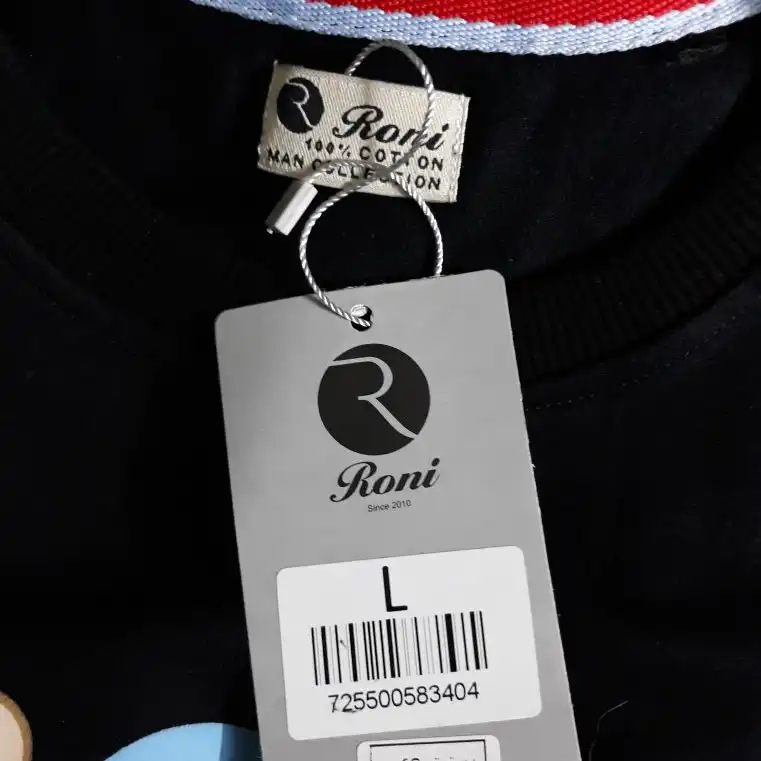 R
Roni
100% COTTON
MAN COLLECTION
R
Roni
Since 2010
L
725500583404